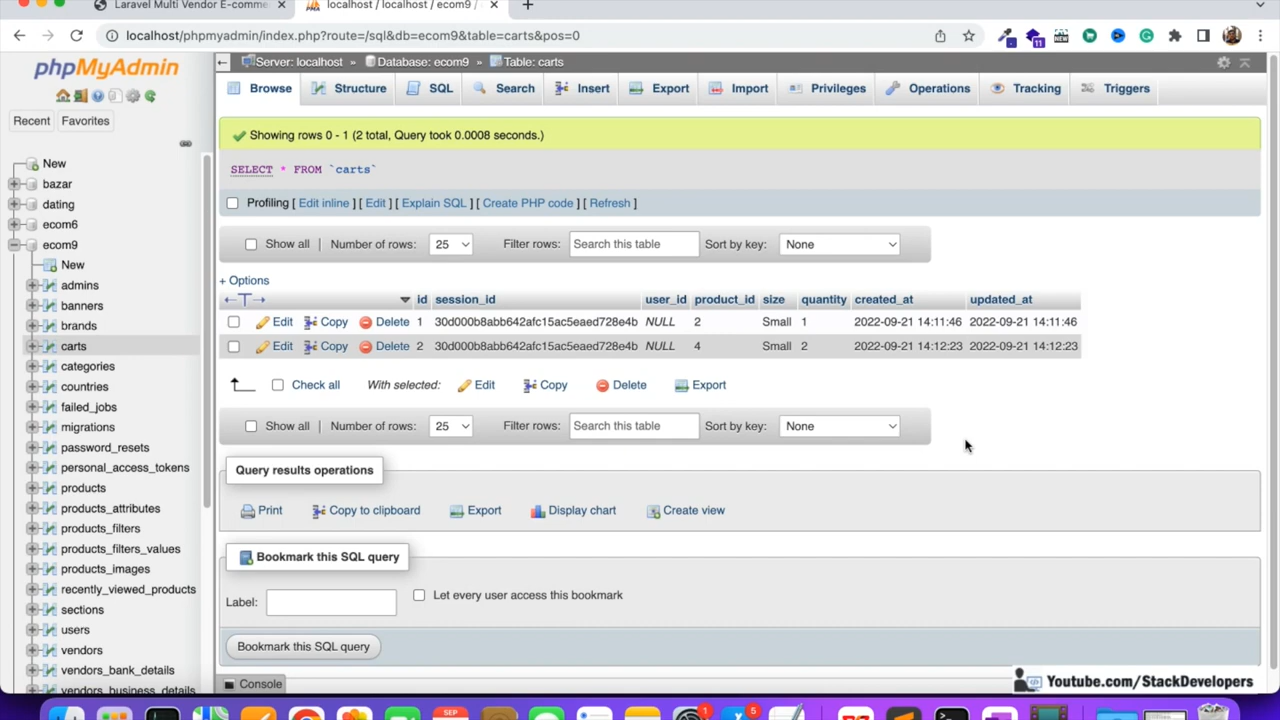 Laravel Multi Vendor E-comme
localhost / localhost / ecom9 /
localhost/phpmyadmin/index.php?route=/sql&db=ecom9&table=carts&pos=0
11
NEW
phpMyAdmin
Recent
Favorites
New
bazar
dating
ecom6
ecom9
New
admins
banners
brands
carts
categories
countries
failed_jobs
migrations
password_resets
personal_access_tokens
products
products_attributes
products_filters
products_filters_values
products_images
recently_viewed_products
sections
users
vendors
vendors_bank_details
vendors_business_details
Server: localhost » Database: ecom9 » Table: carts
Browse Structure SQL Search Insert Export Import Privileges Operations Tracking Triggers
Showing rows 0 - 1 (2 total, Query took 0.0008 seconds.)
SELECT * FROM `carts`
Profiling [ Edit inline ] [ Edit ] [ Explain SQL ] [ Create PHP code ] [ Refresh ]
Show all | Number of rows: 25 Filter rows: Search this table Sort by key: None
+ Options
←T→ id session_id user_id product_id size quantity created_at updated_at
Edit Copy Delete 1 30d000b8abb642afc15ac5eaed728e4b NULL 2 Small 1 2022-09-21 14:11:46 2022-09-21 14:11:46
Edit Copy Delete 2 30d000b8abb642afc15ac5eaed728e4b NULL 4 Small 2 2022-09-21 14:12:23 2022-09-21 14:12:23
Check all With selected: Edit Copy Delete Export
Show all | Number of rows: 25 Filter rows: Search this table Sort by key: None
Query results operations
Print Copy to clipboard Export Display chart Create view
Bookmark this SQL query
Label: Let every user access this bookmark
Bookmark this SQL query
Console
Youtube.com/StackDevelopers
SEP
1
5